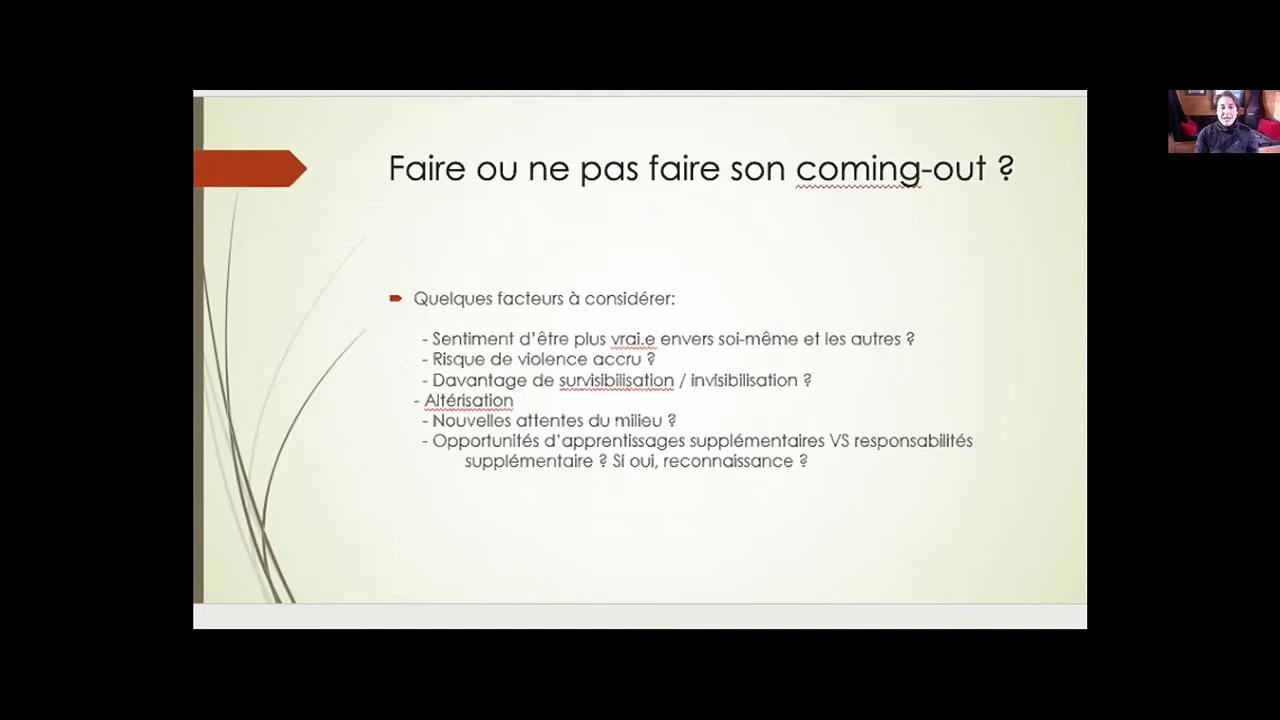 Faire ou ne pas faire son coming-out ?
Quelques facteurs à considérer:
- Sentiment d'être plus vrai.e envers soi-même et les autres ?
- Risque de violence accru ?
- Davantage de survisibilisation / invisibilisation ?
- Altérisation
- Nouvelles attentes du milieu ?
- Opportunités d'apprentissages supplémentaires VS responsabilités
supplémentaire ? Si oui, reconnaissance ?